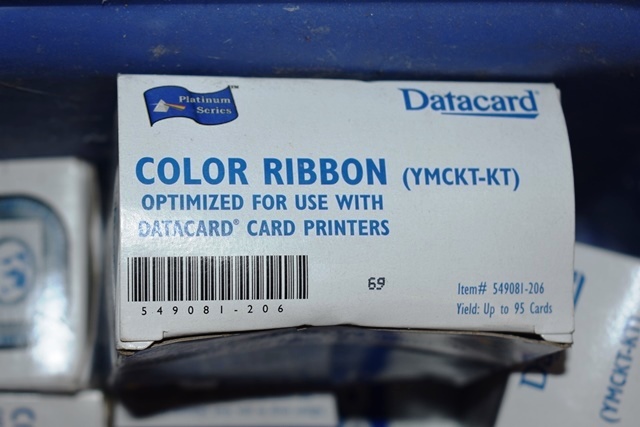 Platinum
Series
™
Datacard®
COLOR RIBBON (YMCKT-KT)
OPTIMIZED FOR USE WITH
DATACARD® CARD PRINTERS
549081-206
69
Item# 549081-206
Yield: Up to 95 Cards
(YMCKT-K